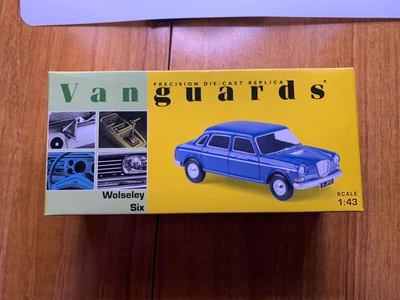 PRECISION DIE-CAST REPLICA
Vanguards
Wolseley
Six
SCALE
1:43